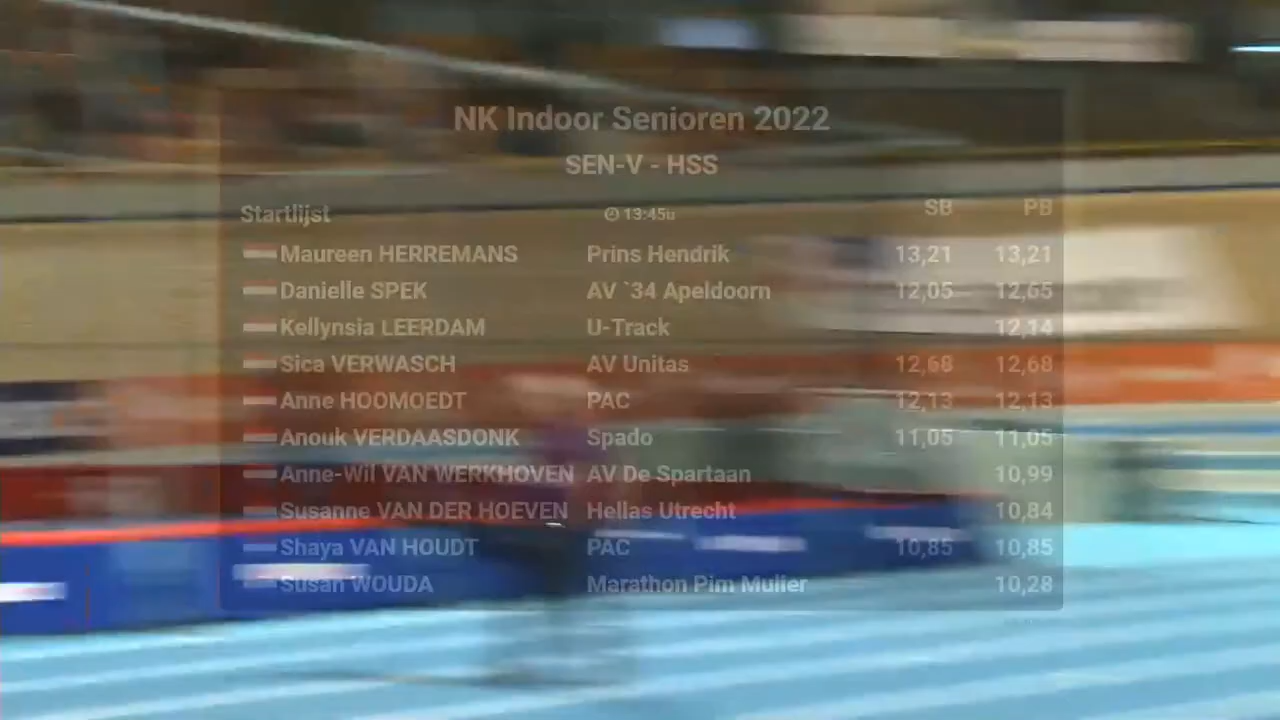 NK Indoor Senioren 2022
SEN-V - HSS
Startlijst 13:45u SB PB
Maureen HERREMANS Prins Hendrik 13,21 13,21
Danielle SPEK AV `34 Apeldoorn 12,05 12,65
Kellynsia LEERDAM U-Track 12,14
Sica VERWASCH AV Unitas 12,68 12,68
Anne HOOMOEDT PAC 12,13 12,13
Anouk VERDAASDONK Spado 11,05 11,05
Anne-Wil VAN WERKHOVEN AV De Spartaan 10,99
Susanne VAN DER HOEVEN Hellas Utrecht 10,84
Shaya VAN HOUDT PAC 10,85 10,85
Susan WOUDA Marathon Pim Mulier 10,28